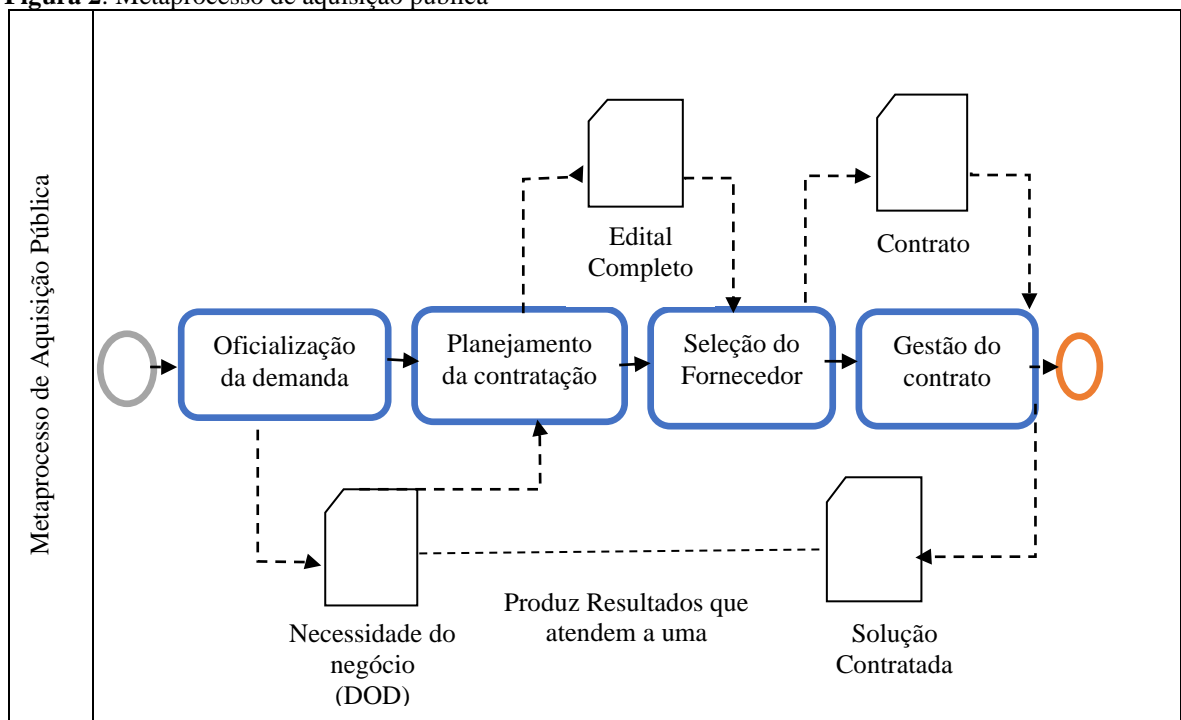 Figura 2: Metaprocesso de aquisição pública
Metaprocesso de Aquisição Pública
Edital
Completo
Contrato
Oficialização
da demanda
Planejamento
da contratação
Seleção do
Fornecedor
Gestão do
contrato
Produz Resultados que
atendem a uma
Necessidade do
negócio
(DOD)
Solução
Contratada